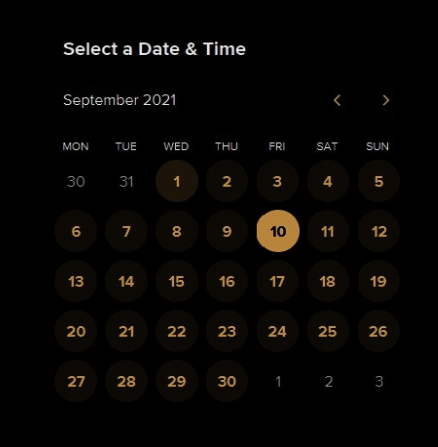 Select a Date & Time
September 2021
MON TUE WED THU FRI SAT SUN
30 31 1 2 3 4 5
6 7 8 9 10 11 12
13 14 15 16 17 18 19
20 21 22 23 24 25 26
27 28 29 30 1 2 3